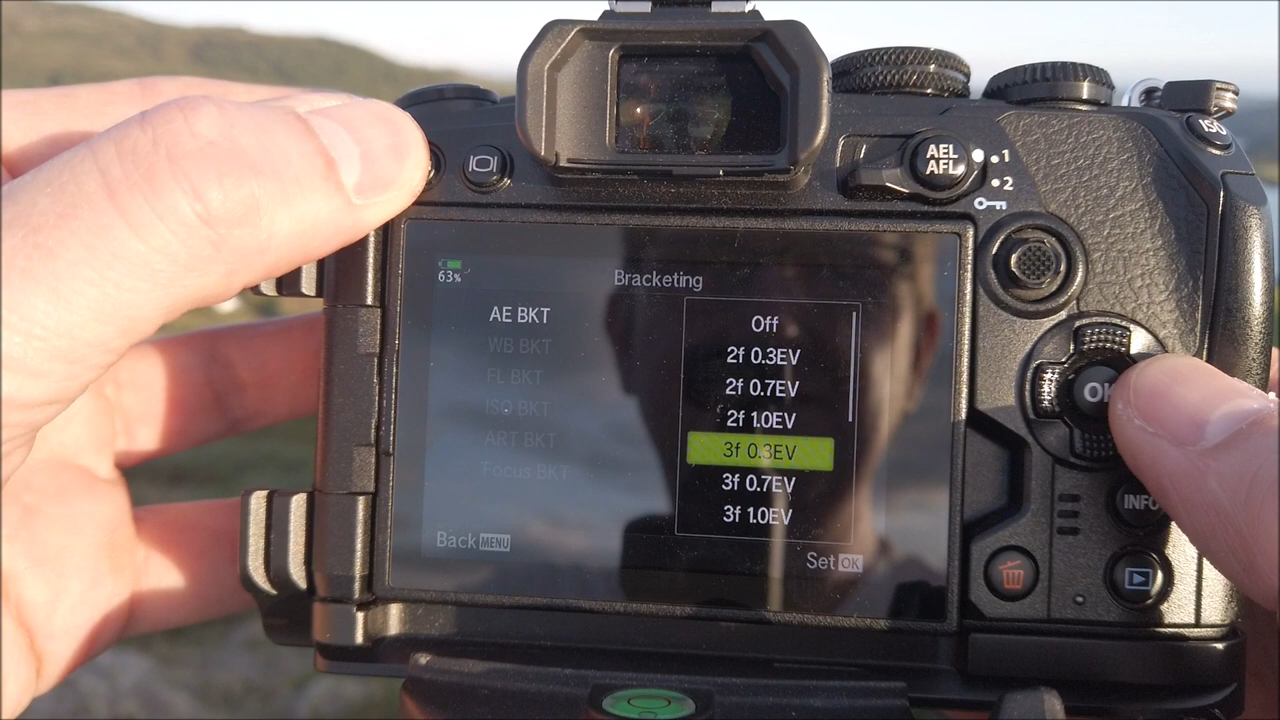 AEL
AFL
1
2
ISO
63%
Bracketing
AE BKT
WB BKT
FL BKT
ISO BKT
ART BKT
Focus BKT
Off
2f 0.3EV
2f 0.7EV
2f 1.0EV
3f 0.3EV
3f 0.7EV
3f 1.0EV
Back MENU
Set OK
OK
INFO